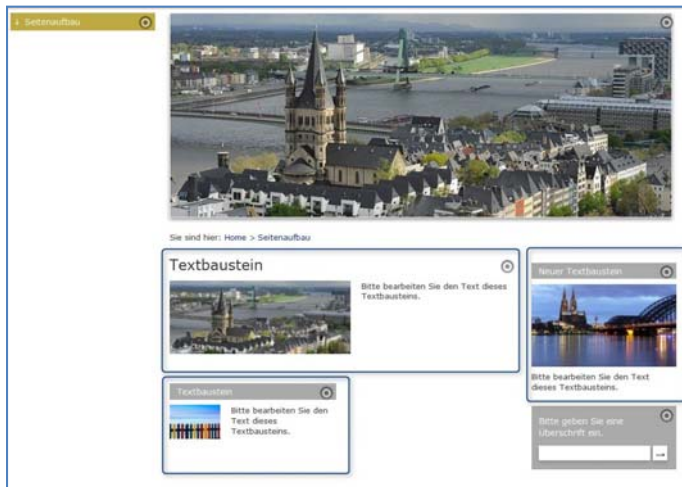 ↓ Seitenaufbau
Sie sind hier: Home > Seitenaufbau
Textbaustein
Bitte bearbeiten Sie den Text dieses
Textbausteins.
Neuer Textbaustein
Bitte bearbeiten Sie den Text
dieses Textbausteins.
Textbaustein
Bitte bearbeiten Sie den
Text dieses
Textbausteins.
Bitte geben Sie eine
Überschrift ein.